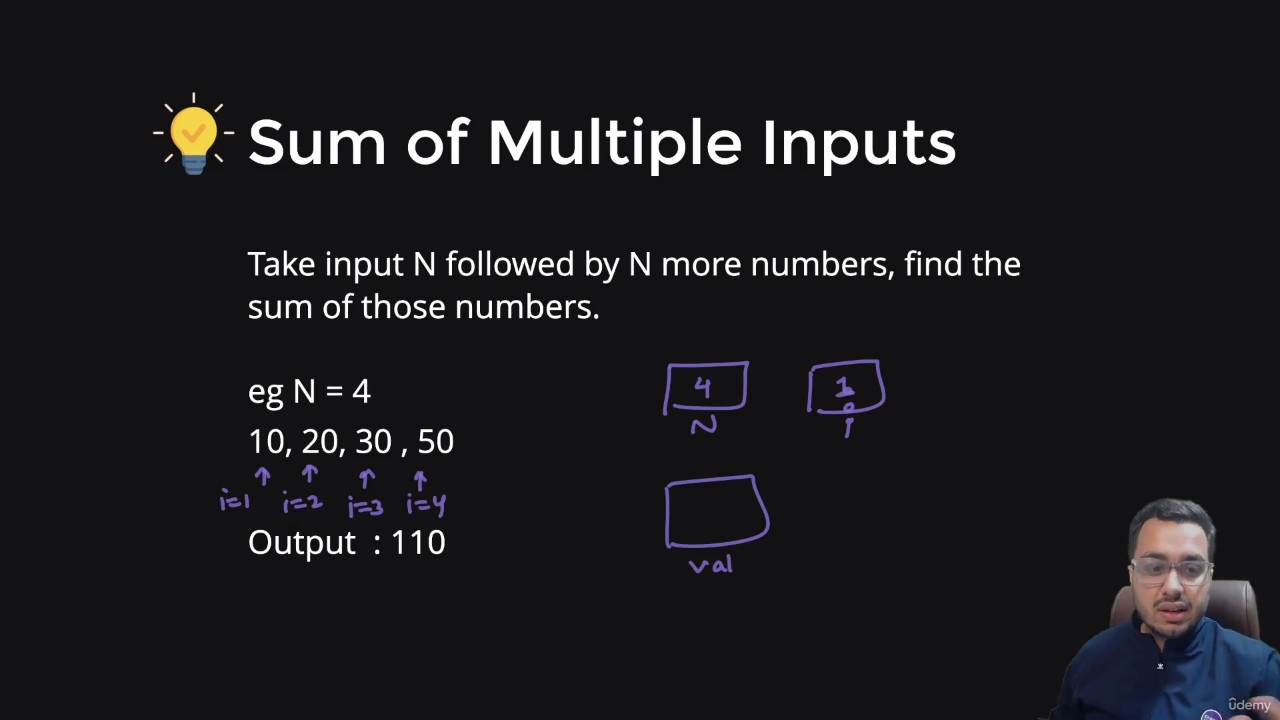 Sum of Multiple Inputs
Take input N followed by N more numbers, find the
sum of those numbers.
eg N = 4
4
1
N
i
10, 20, 30 , 50
i=1 i=2 i=3 i=4
Output : 110
val
ûdemy